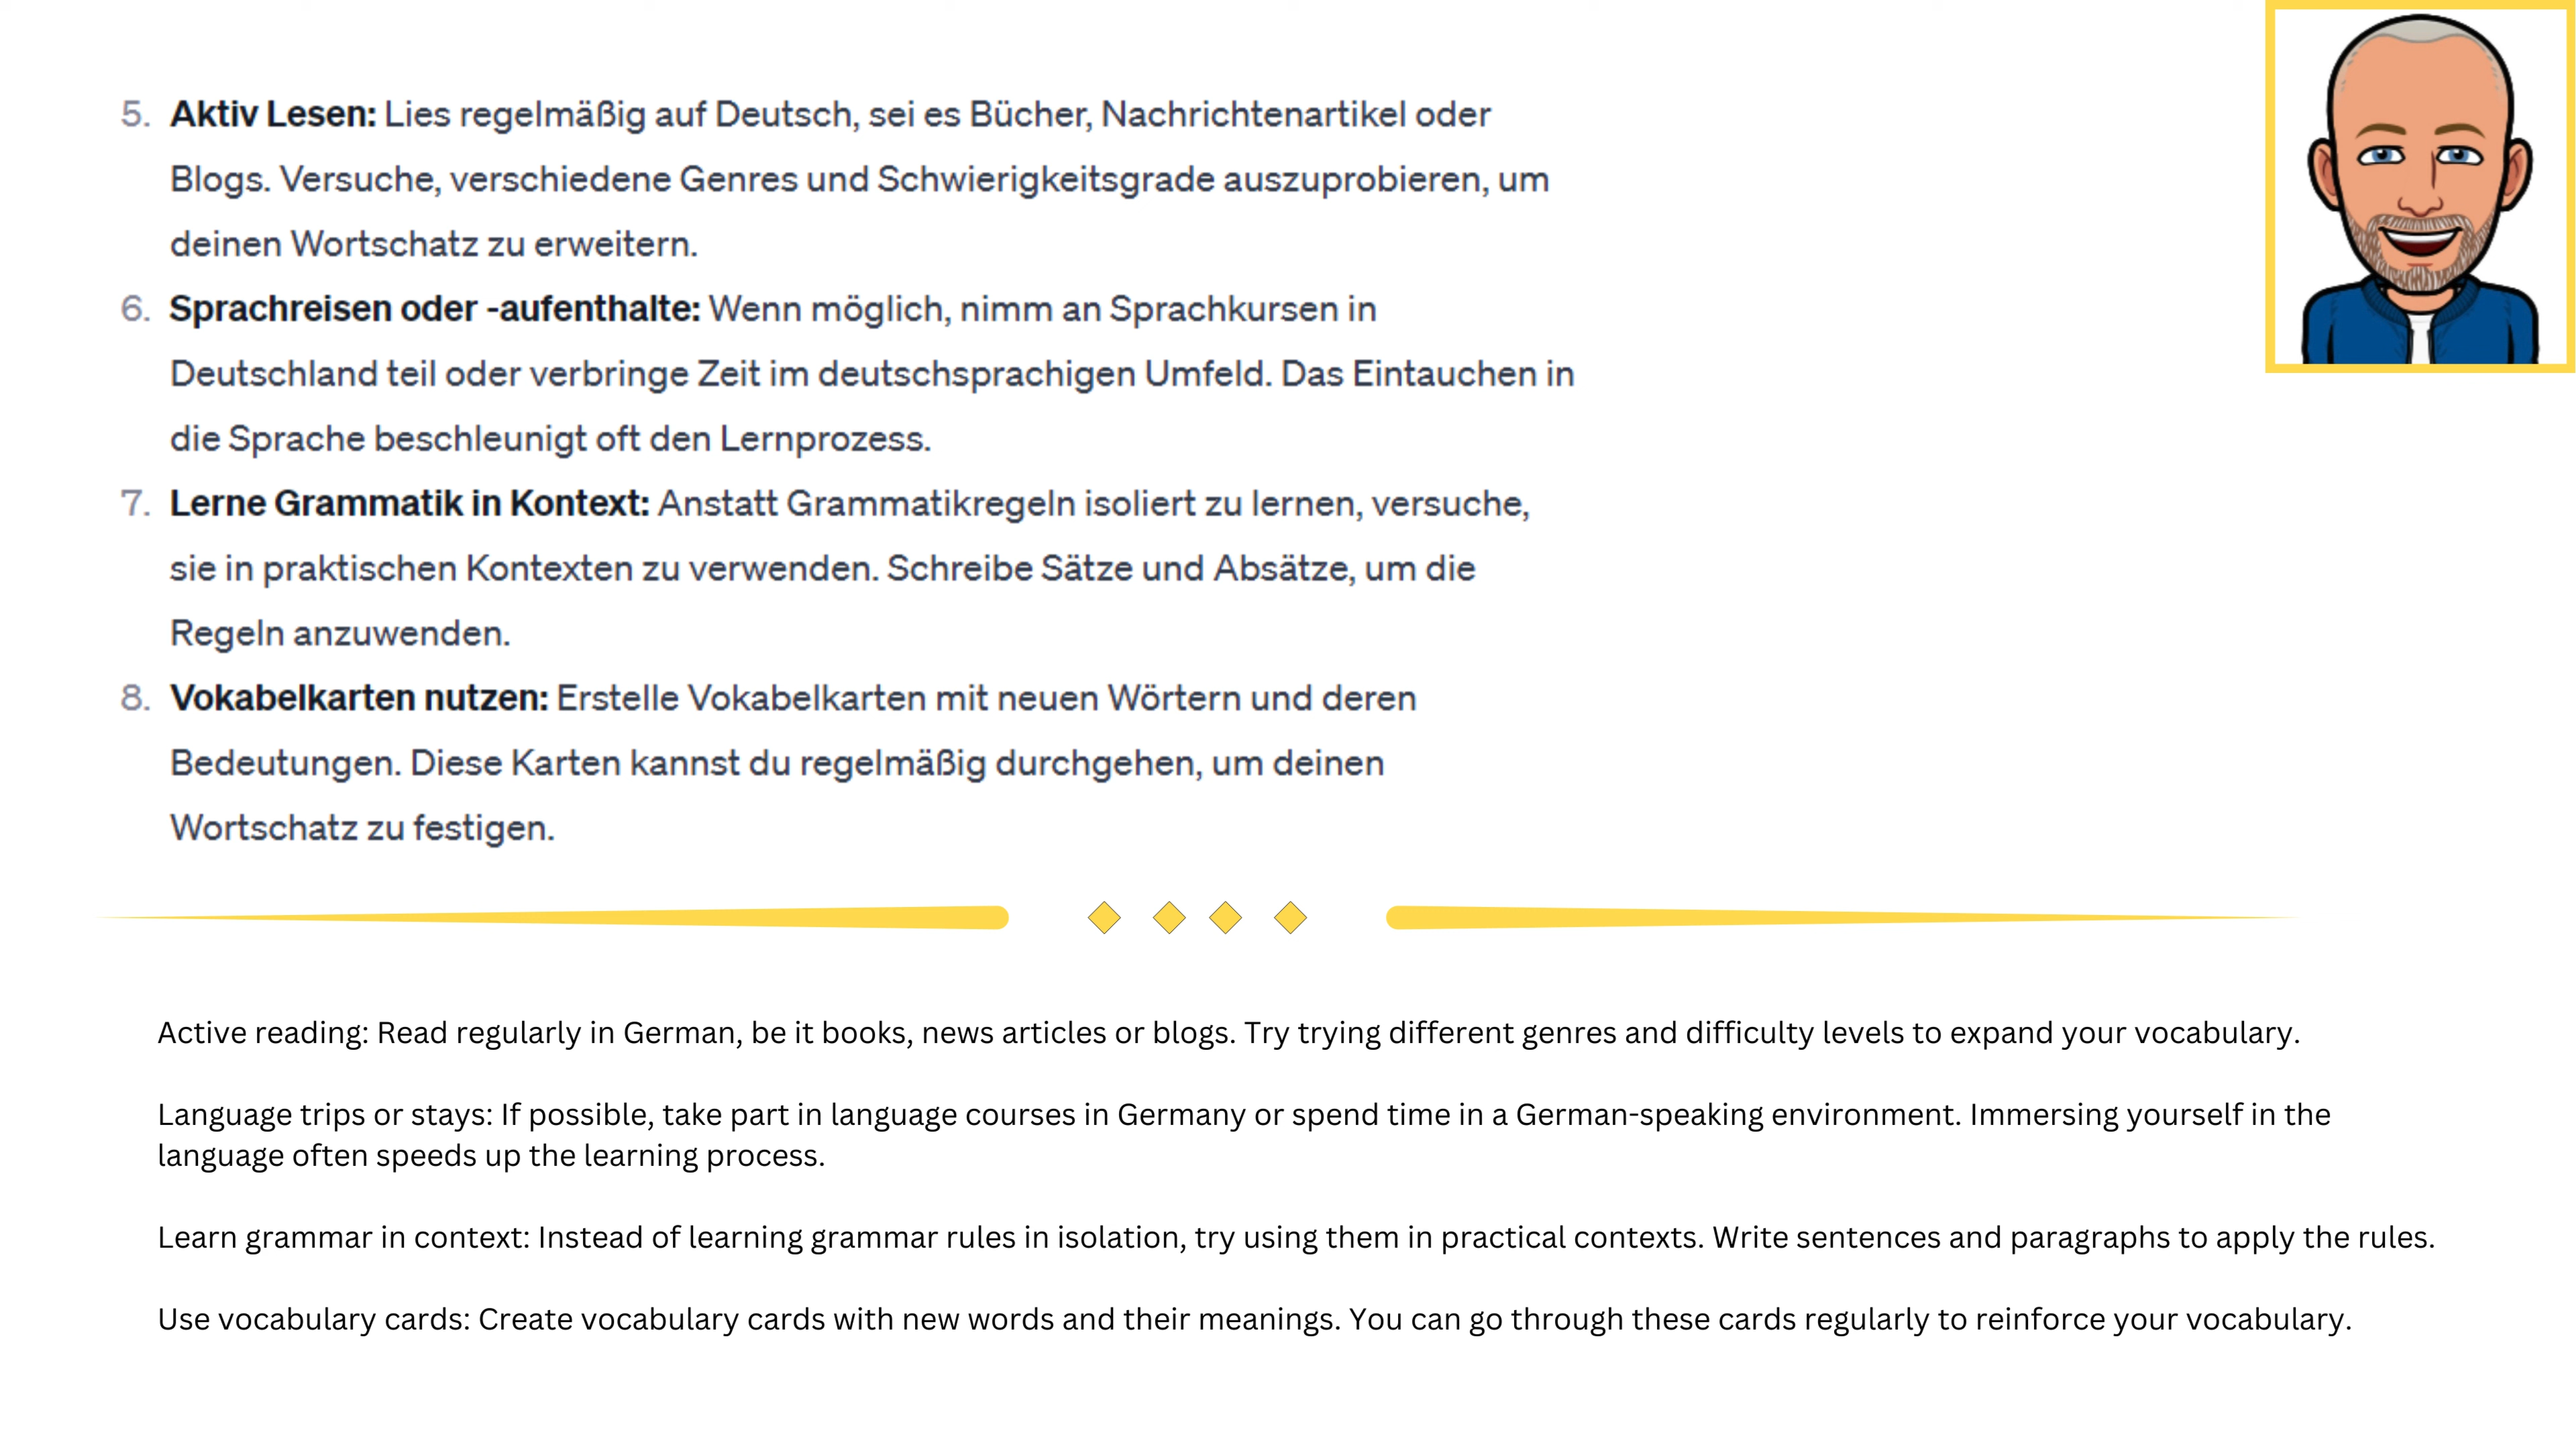 5. Aktiv Lesen: Lies regelmäßig auf Deutsch, sei es Bücher, Nachrichtenartikel oder
Blogs. Versuche, verschiedene Genres und Schwierigkeitsgrade auszuprobieren, um
deinen Wortschatz zu erweitern.
6. Sprachreisen oder -aufenthalte: Wenn möglich, nimm an Sprachkursen in
Deutschland teil oder verbringe Zeit im deutschsprachigen Umfeld. Das Eintauchen in
die Sprache beschleunigt oft den Lernprozess.
7. Lerne Grammatik in Kontext: Anstatt Grammatikregeln isoliert zu lernen, versuche,
sie in praktischen Kontexten zu verwenden. Schreibe Sätze und Absätze, um die
Regeln anzuwenden.
8. Vokabelkarten nutzen: Erstelle Vokabelkarten mit neuen Wörtern und deren
Bedeutungen. Diese Karten kannst du regelmäßig durchgehen, um deinen
Wortschatz zu festigen.
Active reading: Read regularly in German, be it books, news articles or blogs. Try trying different genres and difficulty levels to expand your vocabulary.
Language trips or stays: If possible, take part in language courses in Germany or spend time in a German-speaking environment. Immersing yourself in the
language often speeds up the learning process.
Learn grammar in context: Instead of learning grammar rules in isolation, try using them in practical contexts. Write sentences and paragraphs to apply the rules.
Use vocabulary cards: Create vocabulary cards with new words and their meanings. You can go through these cards regularly to reinforce your vocabulary.